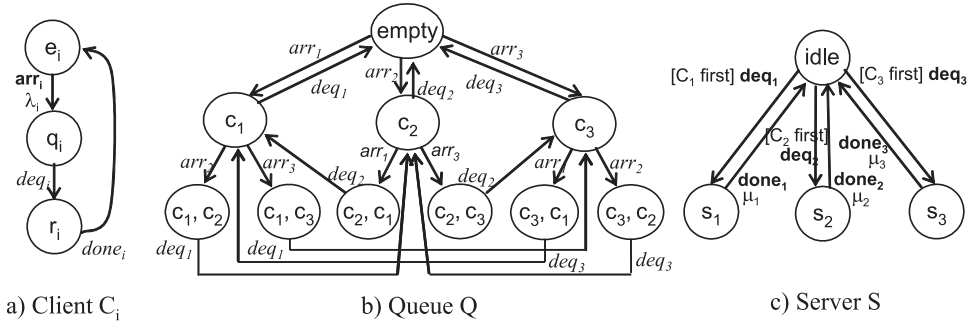 e_i
arr_i
λ_i
q_i
deq_i
r_i
done_i
a) Client C_i
empty
arr_1
deq_1
arr_2
deq_2
arr_3
deq_3
c_1
c_2
c_3
arr_2
arr_3
deq_2
arr_1
arr_3
deq_2
arr
arr_2
c_1, c_2
c_1, c_3
c_2, c_1
c_2, c_3
c_3, c_1
c_3, c_2
deq_1
deq_1
deq_3
deq_3
b) Queue Q
idle
[C_1 first] deq_1
[C_3 first] deq_3
[C_2 first]
deq_2
done_3
μ_3
done_1
μ_1
done_2
μ_2
s_1
s_2
s_3
c) Server S